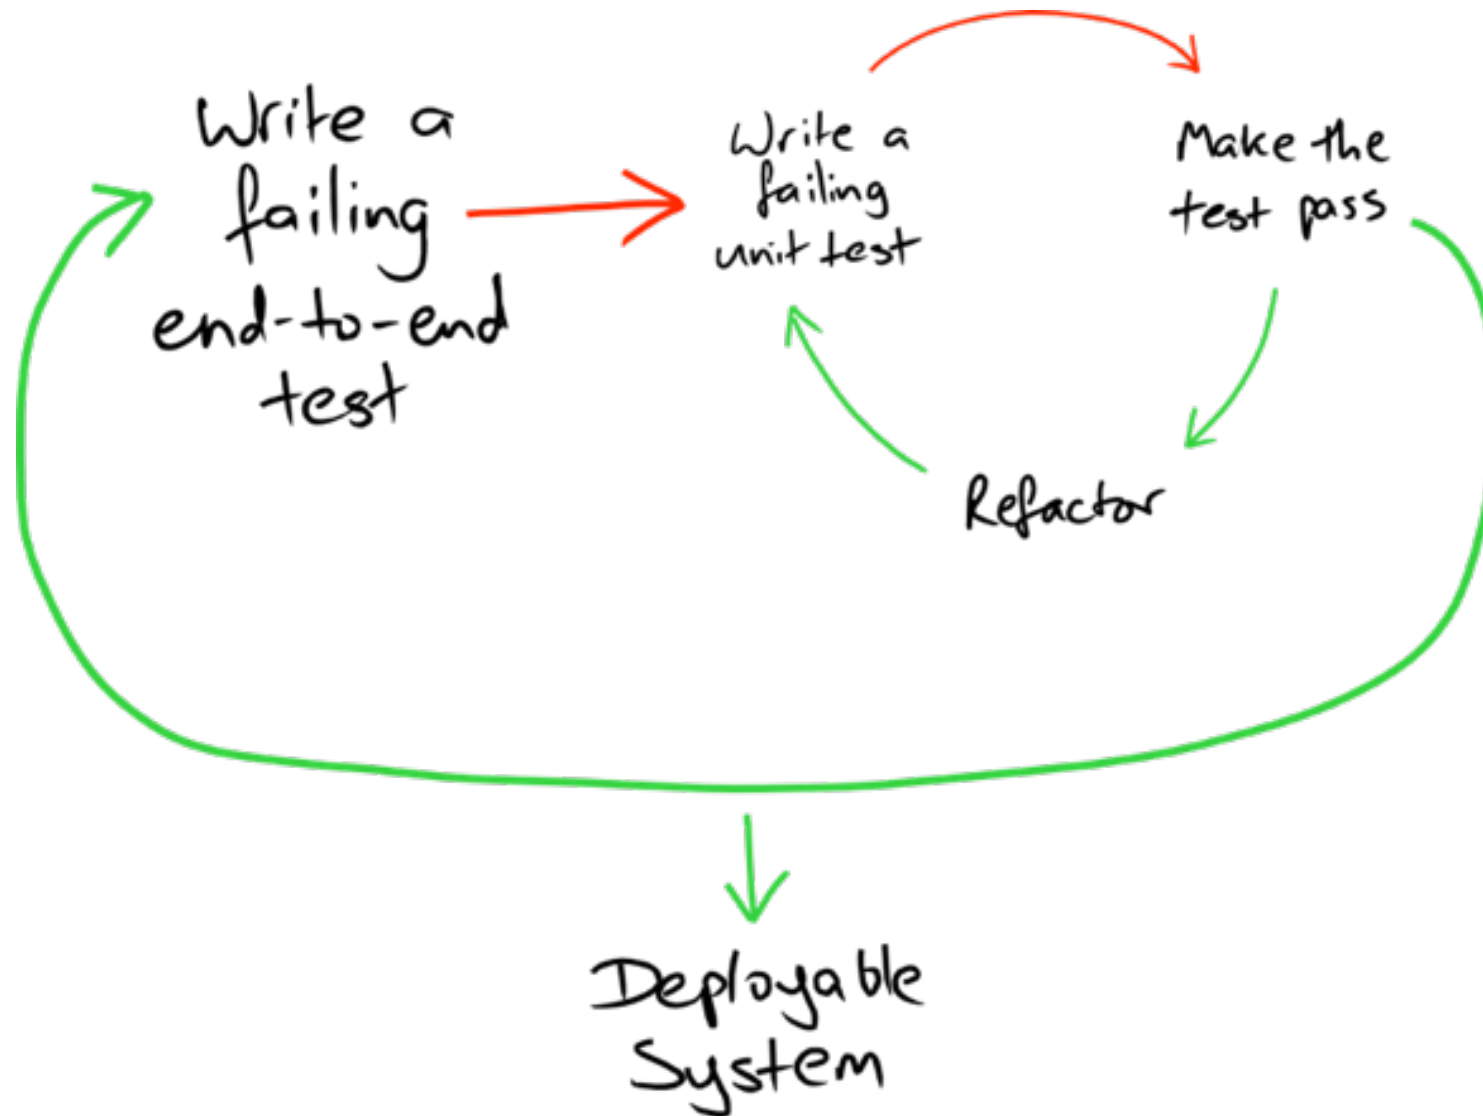 Write a
failing
end-to-end
test
Write a
failing
unit test
Make the
test pass
Refactor
Deployable
System